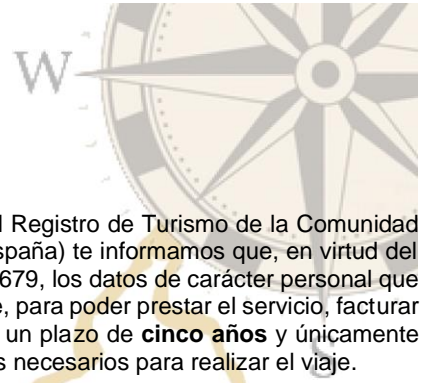 W
l Registro de Turismo de la Comunidad
spaña) te informamos que, en virtud del
679, los datos de carácter personal que
e, para poder prestar el servicio, facturar
un plazo de cinco años y únicamente
s necesarios para realizar el viaje.
S